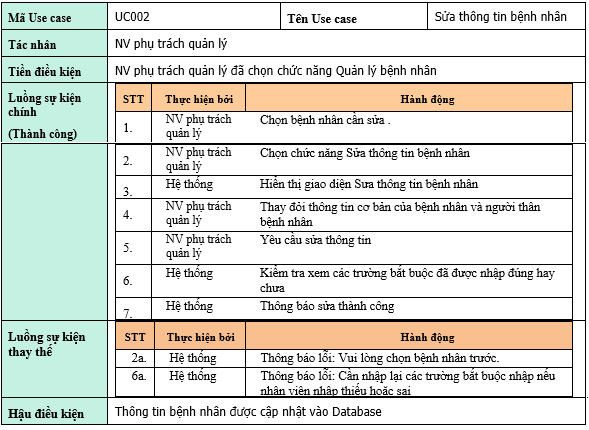 Mã Use case UC002 Tên Use case Sửa thông tin bệnh nhân
Tác nhân NV phụ trách quản lý
Tiền điều kiện NV phụ trách quản lý đã chọn chức năng Quản lý bệnh nhân
Luồng sự kiện
chính
(Thành công)
STT Thực hiện bởi Hành động
1. NV phụ trách
quản lý
Chọn bệnh nhân cần sửa .
2. NV phụ trách
quản lý
Chọn chức năng Sửa thông tin bệnh nhân
3. Hệ thống Hiển thị giao diện Sưa thông tin bệnh nhân
4. NV phụ trách
quản lý
Thay đổi thông tin cơ bản của bệnh nhân và người thân
bệnh nhân
5. NV phụ trách
quản lý
Yêu cầu sửa thông tin
6. Hệ thống Kiểm tra xem các trường bắt buộc đã được nhập đúng hay
chưa
7. Hệ thống Thông báo sửa thành công
Luồng sự kiện
thay thế
STT Thực hiện bởi Hành động
2a. Hệ thống Thông báo lỗi: Vui lòng chọn bệnh nhân trước.
6a. Hệ thống Thông báo lỗi: Cần nhập lại các trường bắt buộc nhập nếu
nhân viên nhập thiếu hoặc sai
Hậu điều kiện Thông tin bệnh nhân được cập nhật vào Database